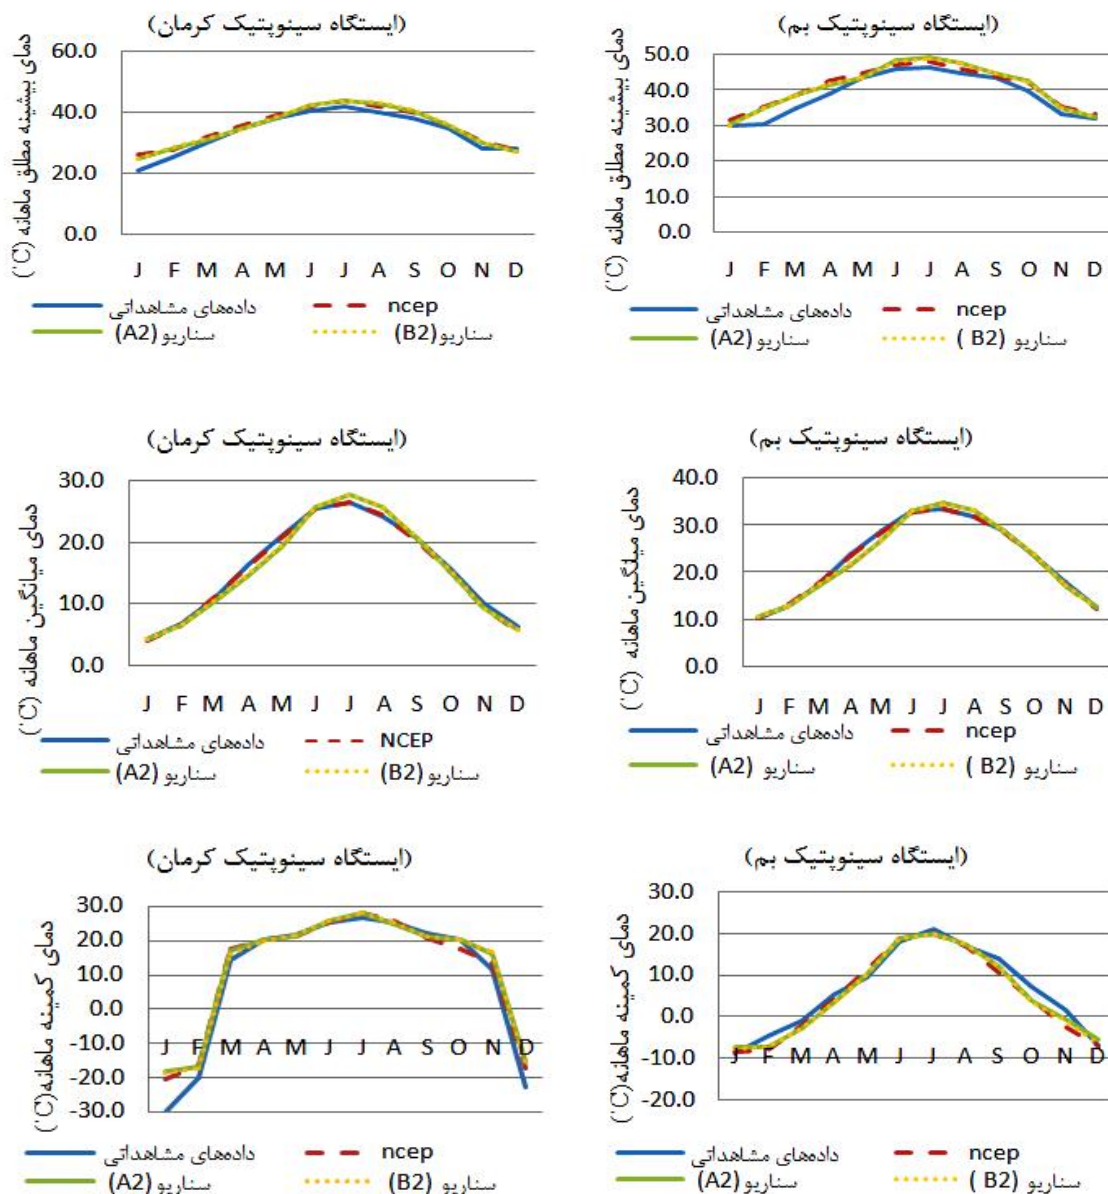 (ایستگاه سینوپتیک کرمان)
دمای بیشینه مطلق ماهانه (C°)
60.0
40.0
20.0
0.0
J F M A M J J A S O N D
داده‌های مشاهداتی ncep
سناریو (A2) سناریو (B2)
(ایستگاه سینوپتیک بم)
دمای بیشینه مطلق ماهانه (C°)
50.0
40.0
30.0
20.0
10.0
0.0
J F M A M J J A S O N D
داده‌های مشاهداتی ncep
سناریو (A2) سناریو (B2 )
(ایستگاه سینوپتیک کرمان)
دمای میانگین ماهانه (C°)
30.0
20.0
10.0
0.0
J F M A M J J A S O N D
داده‌های مشاهداتی NCEP
سناریو (A2) سناریو (B2)
(ایستگاه سینوپتیک بم)
دمای میلگین ماهانه (C°)
40.0
30.0
20.0
10.0
0.0
J F M A M J J A S O N D
داده‌های مشاهداتی ncep
سناریو (A2) سناریو (B2 )
(ایستگاه سینوپتیک کرمان)
دمای کمینه ماهانه (C°)
30.0
20.0
10.0
0.0
-10.0
-20.0
-30.0
J F M A M J J A S O N D
داده‌های مشاهداتی ncep
سناریو (A2) سناریو (B2)
(ایستگاه سینوپتیک بم)
دمای کمینه ماهانه (C°)
30.0
20.0
10.0
0.0
-10.0
-20.0
J F M A M J J A S O N D
داده‌های مشاهداتی ncep
سناریو (A2) سناریو (B2 )